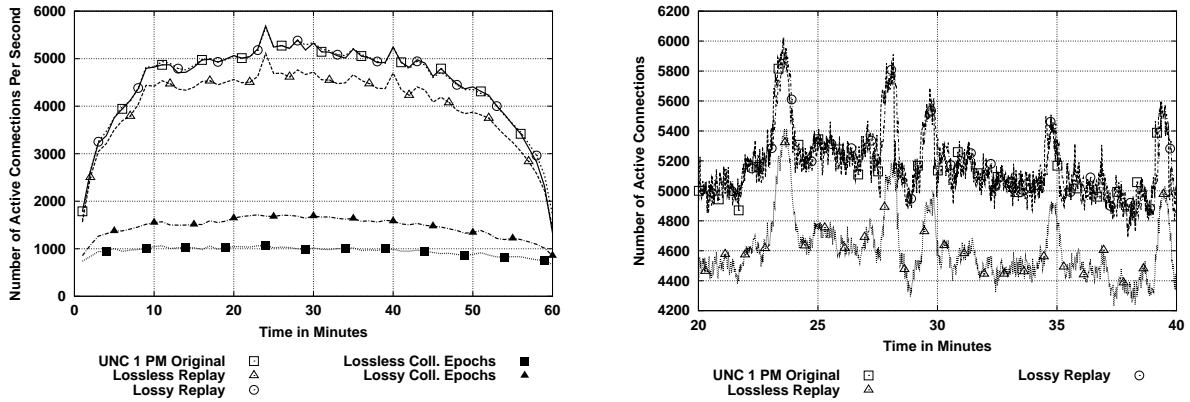 Number of Active Connections Per Second
6000
5000
4000
3000
2000
1000
0
0 10 20 30 40 50 60
Time in Minutes
UNC 1 PM Original
Lossless Replay
Lossy Replay
Lossless Coll. Epochs
Lossy Coll. Epochs
Number of Active Connections
6200
6000
5800
5600
5400
5200
5000
4800
4600
4400
4200
20 25 30 35 40
Time in Minutes
UNC 1 PM Original
Lossless Replay
Lossy Replay